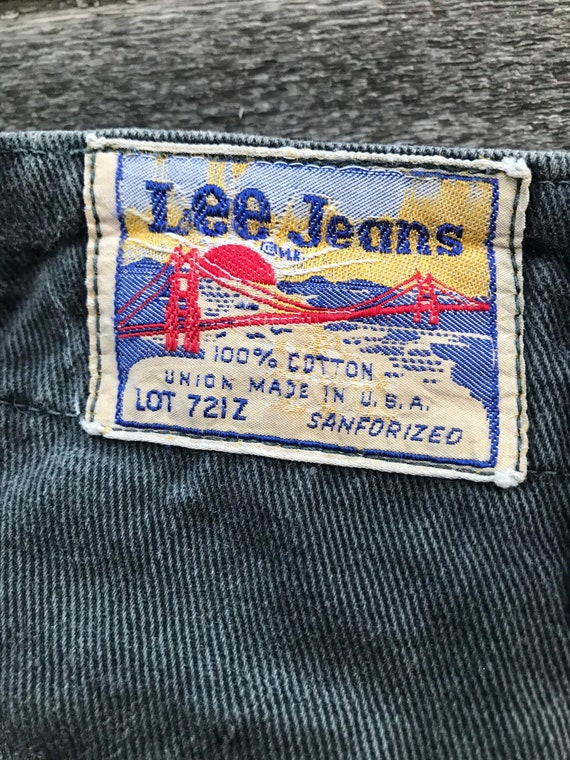 Lee Jeans
® M.R.
100% COTTON
UNION MADE IN U.S.A.
LOT 721Z
SANFORIZED